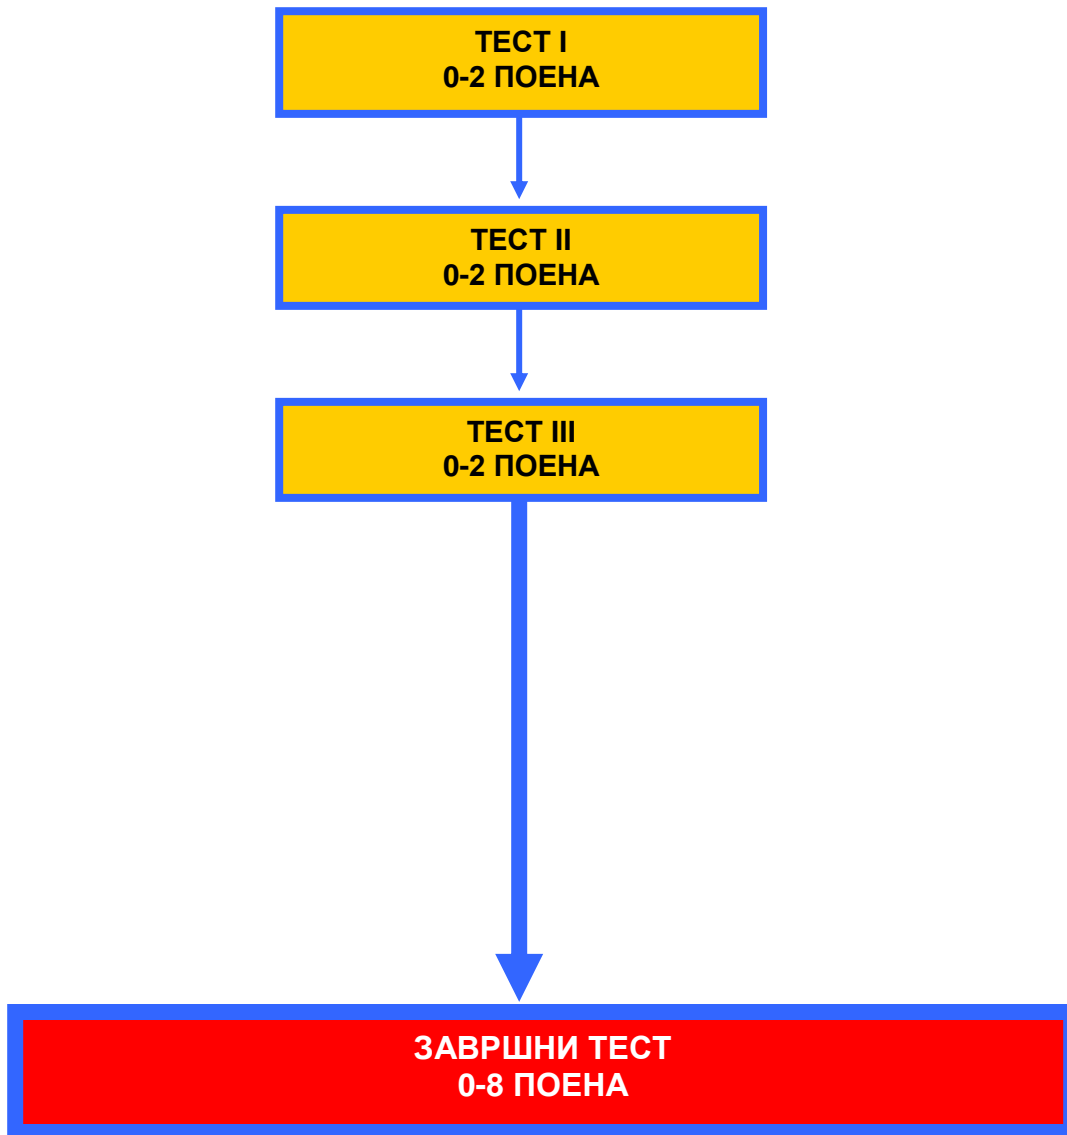 ТЕСТ I
0-2 ПОЕНА
ТЕСТ II
0-2 ПОЕНА
ТЕСТ III
0-2 ПОЕНА
ЗАВРШНИ ТЕСТ
0-8 ПОЕНА